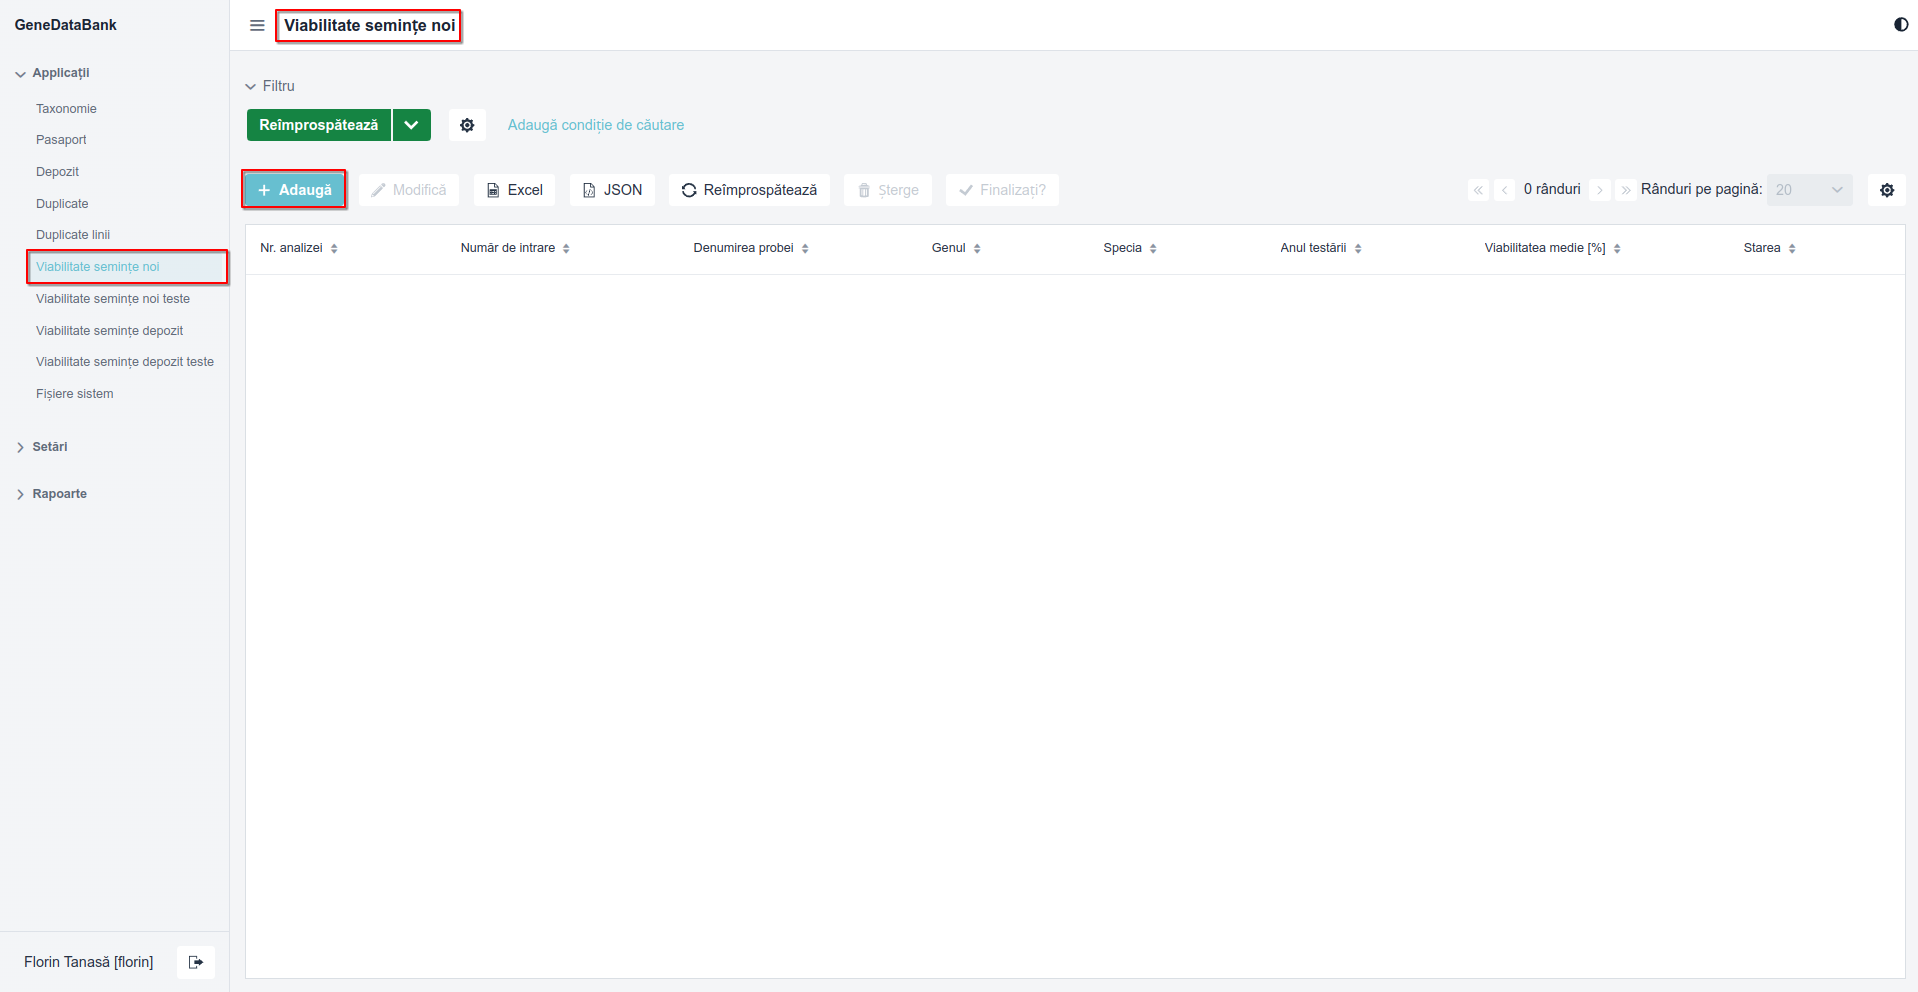 GeneDataBank
Viabilitate semințe noi
Applicații
Taxonomie
Pasaport
Depozit
Duplicate
Duplicate linii
Viabilitate semințe noi
Viabilitate semințe noi teste
Viabilitate semințe depozit
Viabilitate semințe depozit teste
Fișiere sistem
Setări
Rapoarte
Florin Tanasă [florin]
Filtru
Reîmprospătează
Adaugă condiție de căutare
Adaugă Modifică Excel JSON Reîmprospătează Șterge Finalizați? 0 rânduri Rânduri pe pagină: 20
Nr. analizei Număr de intrare Denumirea probei Genul Specia Anul testării Viabilitatea medie [%] Starea